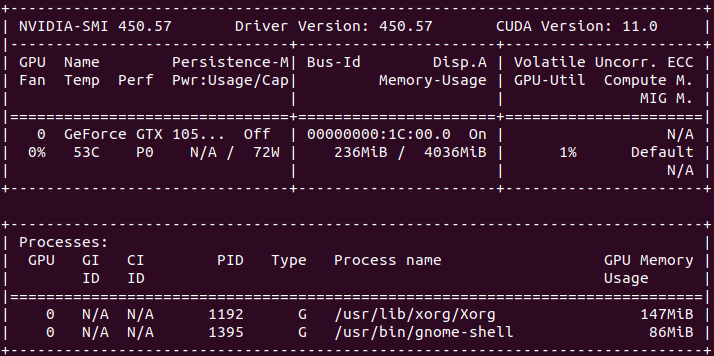 +-----------------------------------------------------------------------------+
| NVIDIA-SMI 450.57       Driver Version: 450.57       CUDA Version: 11.0     |
|-------------------------------+----------------------+----------------------+
| GPU  Name        Persistence-M| Bus-Id        Disp.A | Volatile Uncorr. ECC |
| Fan  Temp  Perf  Pwr:Usage/Cap|         Memory-Usage | GPU-Util  Compute M. |
|                               |                      |               MIG M. |
|===============================+======================+======================|
|   0  GeForce GTX 105...  Off  | 00000000:1C:00.0  On |                  N/A |
|  0%   53C    P0    N/A /  72W |    236MiB /  4036MiB |      1%      Default |
|                               |                      |                  N/A |
+-------------------------------+----------------------+----------------------+

+-----------------------------------------------------------------------------+
| Processes:                                                                  |
|  GPU   GI   CI        PID   Type   Process name                  GPU Memory |
|        ID   ID                                                   Usage      |
|=============================================================================|
|    0   N/A  N/A      1192      G   /usr/lib/xorg/Xorg                147MiB |
|    0   N/A  N/A      1395      G   /usr/bin/gnome-shell               86MiB |
+-----------------------------------------------------------------------------+